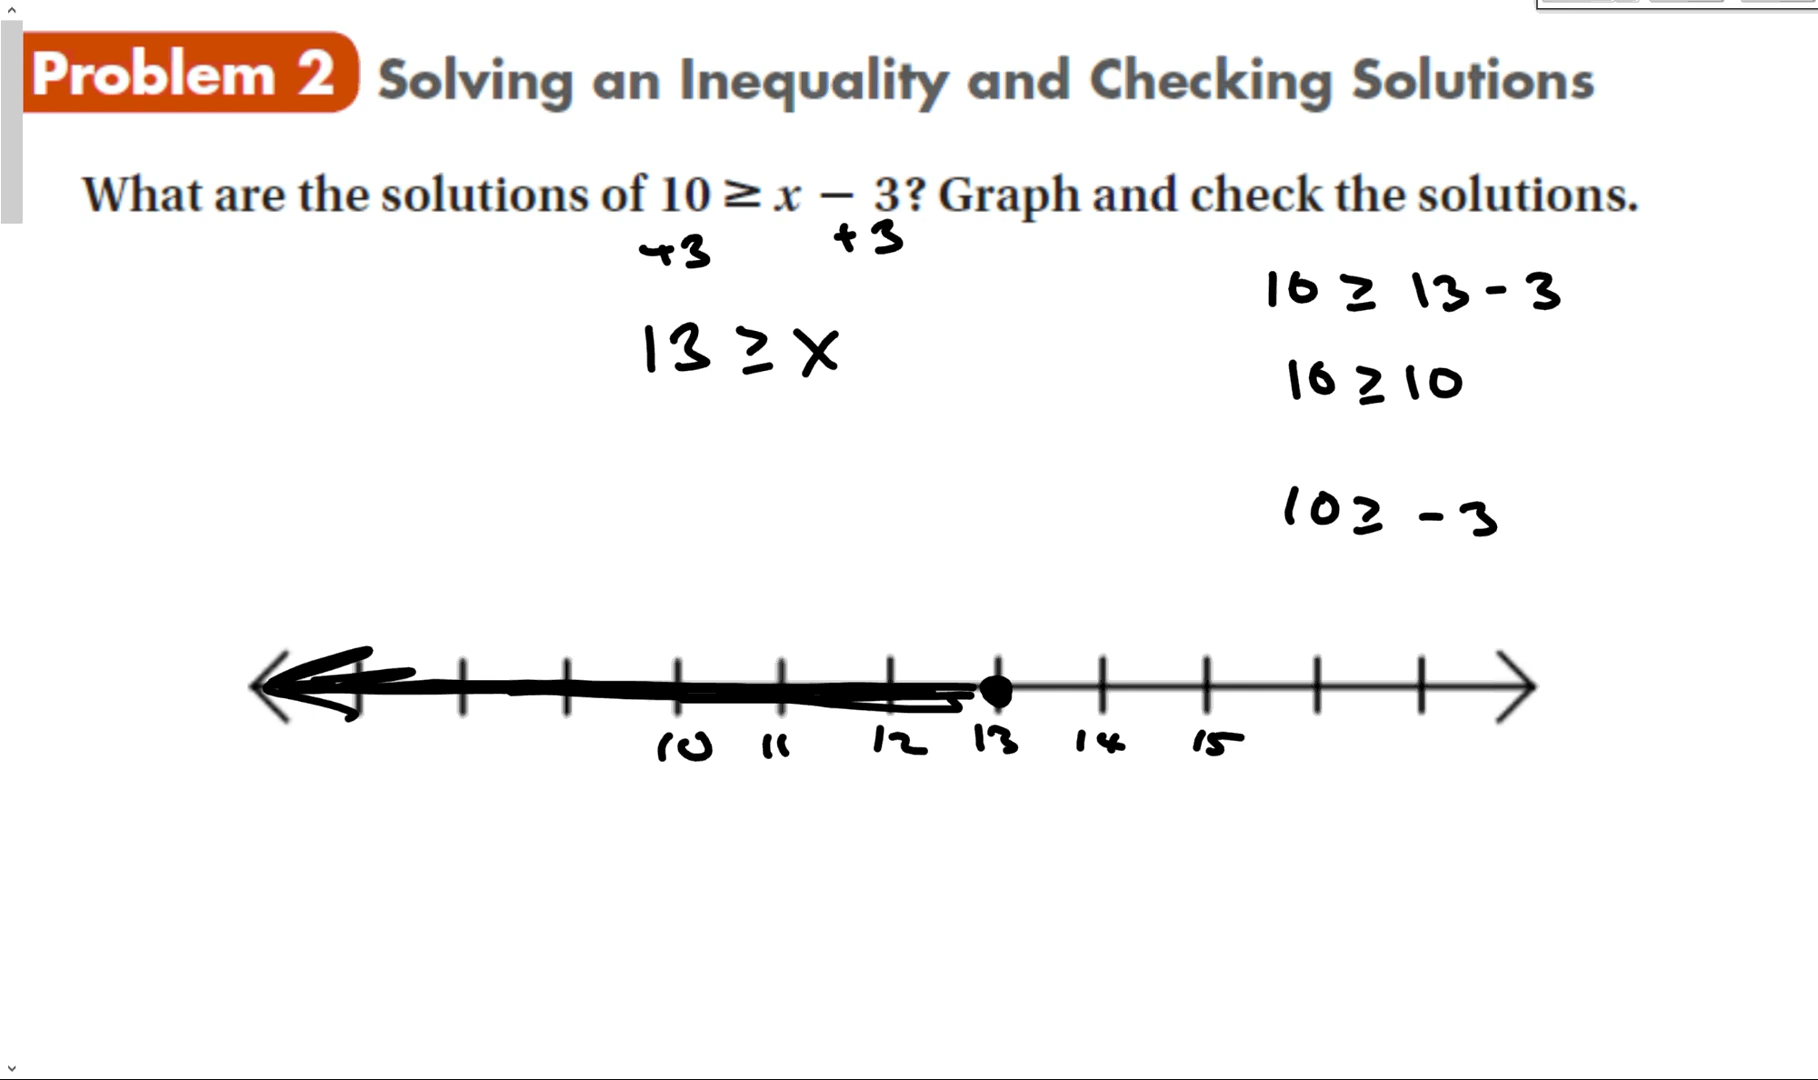 Problem 2 Solving an Inequality and Checking Solutions
What are the solutions of 10 ≥ x − 3? Graph and check the solutions.
+3 +3
10 ≥ 13 - 3
13 ≥ x
10 ≥ 10
10 ≥ -3
10 11 12 13 14 15